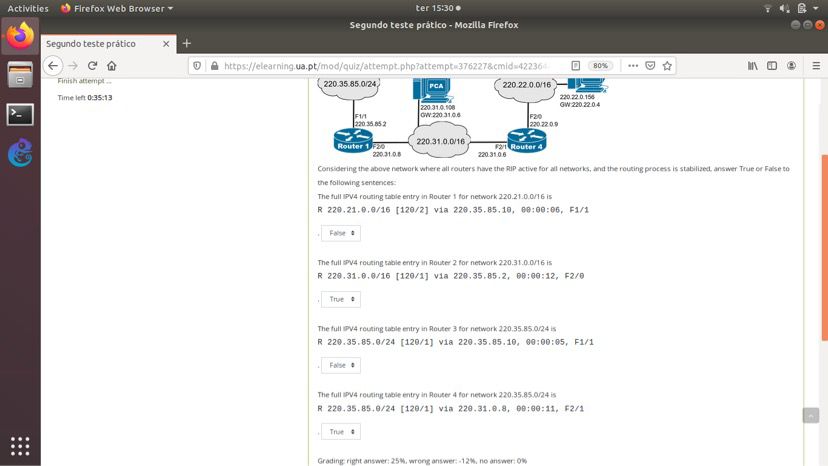 Activities Firefox Web Browser ter 15:30
Segundo teste prático - Mozilla Firefox
Segundo teste prático
https://elearning.ua.pt/mod/quiz/attempt.php?attempt=376227&cmid=42236 80%
Finish attempt ...
Time left 0:35:13
220.35.85.0/24
PCA
220.22.0.0/16
220.31.0.108
GW:220.31.0.6
220.22.0.156
GW:220.22.0.4
F1/1
220.35.85.2
F2/0
220.22.0.9
Router 1
F2/0
220.31.0.8
220.31.0.0/16
F2/1
220.31.0.6
Router 4
Considering the above network where all routers have the RIP active for all networks, and the routing process is stabilized, answer True or False to
the following sentences:
The full IPV4 routing table entry in Router 1 for network 220.21.0.0/16 is
R 220.21.0.0/16 [120/2] via 220.35.85.10, 00:00:06, F1/1
. False
The full IPV4 routing table entry in Router 2 for network 220.31.0.0/16 is
R 220.31.0.0/16 [120/1] via 220.35.85.2, 00:00:12, F2/0
. True
The full IPV4 routing table entry in Router 3 for network 220.35.85.0/24 is
R 220.35.85.0/24 [120/1] via 220.35.85.10, 00:00:05, F1/1
. False
The full IPV4 routing table entry in Router 4 for network 220.35.85.0/24 is
R 220.35.85.0/24 [120/1] via 220.31.0.8, 00:00:11, F2/1
. True
Grading: right answer: 25%, wrong answer: -12%, no answer: 0%